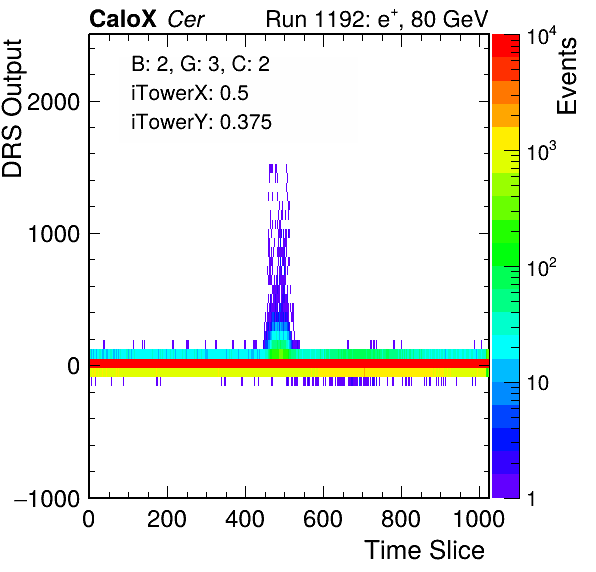 CaloX Cer Run 1192: e⁺, 80 GeV
B: 2, G: 3, C: 2
iTowerX: 0.5
iTowerY: 0.375
DRS Output
2000
1000
0
−1000
0 200 400 600 800 1000
Time Slice
10⁴
10³
10²
10
1
Events